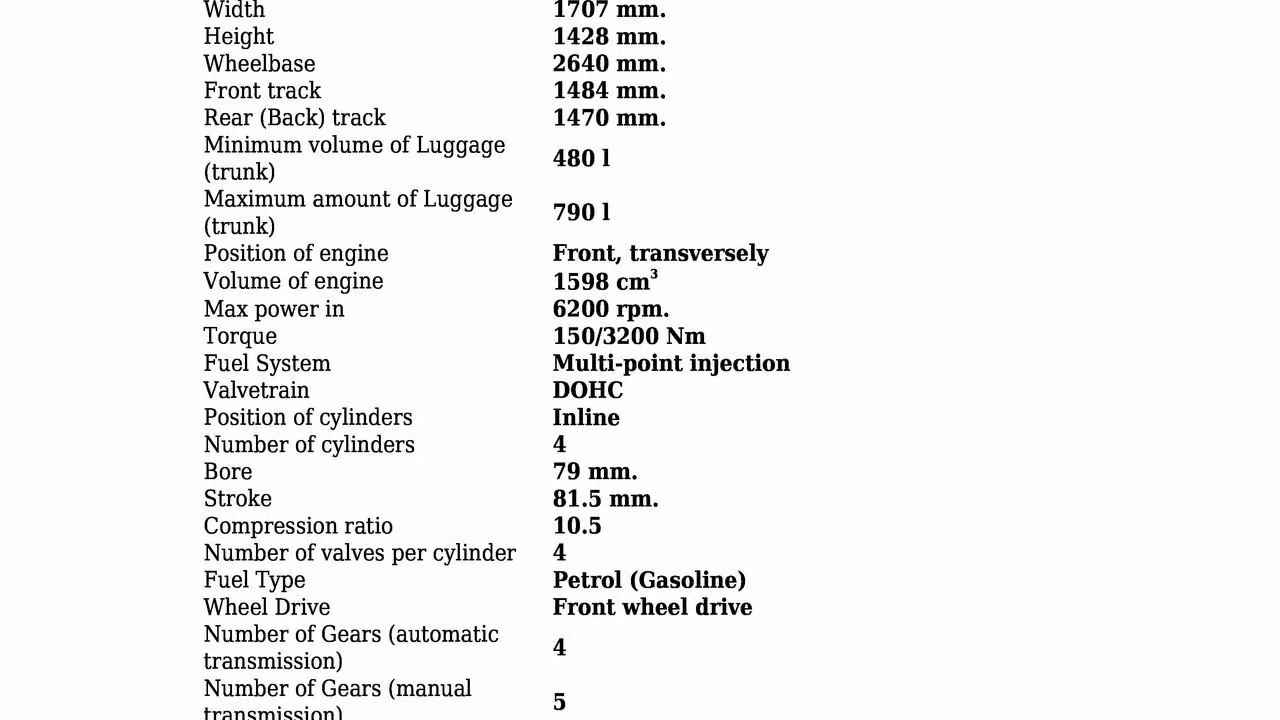 Width 1707 mm.
Height 1428 mm.
Wheelbase 2640 mm.
Front track 1484 mm.
Rear (Back) track 1470 mm.
Minimum volume of Luggage
(trunk) 480 l
Maximum amount of Luggage
(trunk) 790 l
Position of engine Front, transversely
Volume of engine 1598 cm³
Max power in 6200 rpm.
Torque 150/3200 Nm
Fuel System Multi-point injection
Valvetrain DOHC
Position of cylinders Inline
Number of cylinders 4
Bore 79 mm.
Stroke 81.5 mm.
Compression ratio 10.5
Number of valves per cylinder 4
Fuel Type Petrol (Gasoline)
Wheel Drive Front wheel drive
Number of Gears (automatic
transmission) 4
Number of Gears (manual
transmission) 5